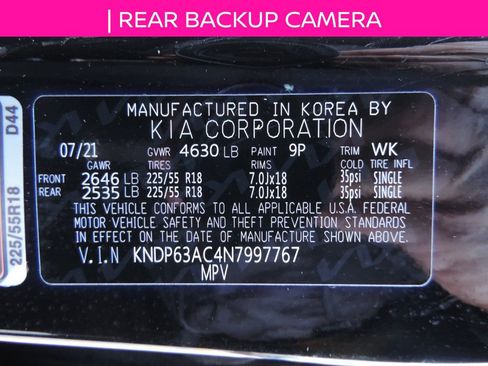 | REAR BACKUP CAMERA
MANUFACTURED IN KOREA BY
KIA CORPORATION
07/21 GVWR 4630 LB PAINT 9P TRIM WK
GAWR TIRES RIMS COLD TIRE INFL
FRONT 2646 LB 225/55 R18 7.0Jx18 35psi SINGLE
REAR 2535 LB 225/55 R18 7.0Jx18 35psi SINGLE
THIS VEHICLE CONFORMS TO ALL APPLICABLE U.S.A. FEDERAL
MOTOR VEHICLE SAFETY AND THEFT PREVENTION STANDARDS
IN EFFECT ON THE DATE OF MANUFACTURE SHOWN ABOVE.
V.I.N KNDP63AC4N7997767
MPV
225/55R18 D44